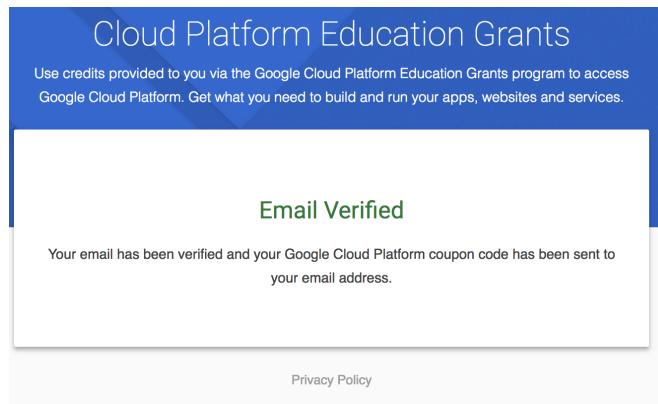 Cloud Platform Education Grants
Use credits provided to you via the Google Cloud Platform Education Grants program to access
Google Cloud Platform. Get what you need to build and run your apps, websites and services.
Email Verified
Your email has been verified and your Google Cloud Platform coupon code has been sent to
your email address.
Privacy Policy